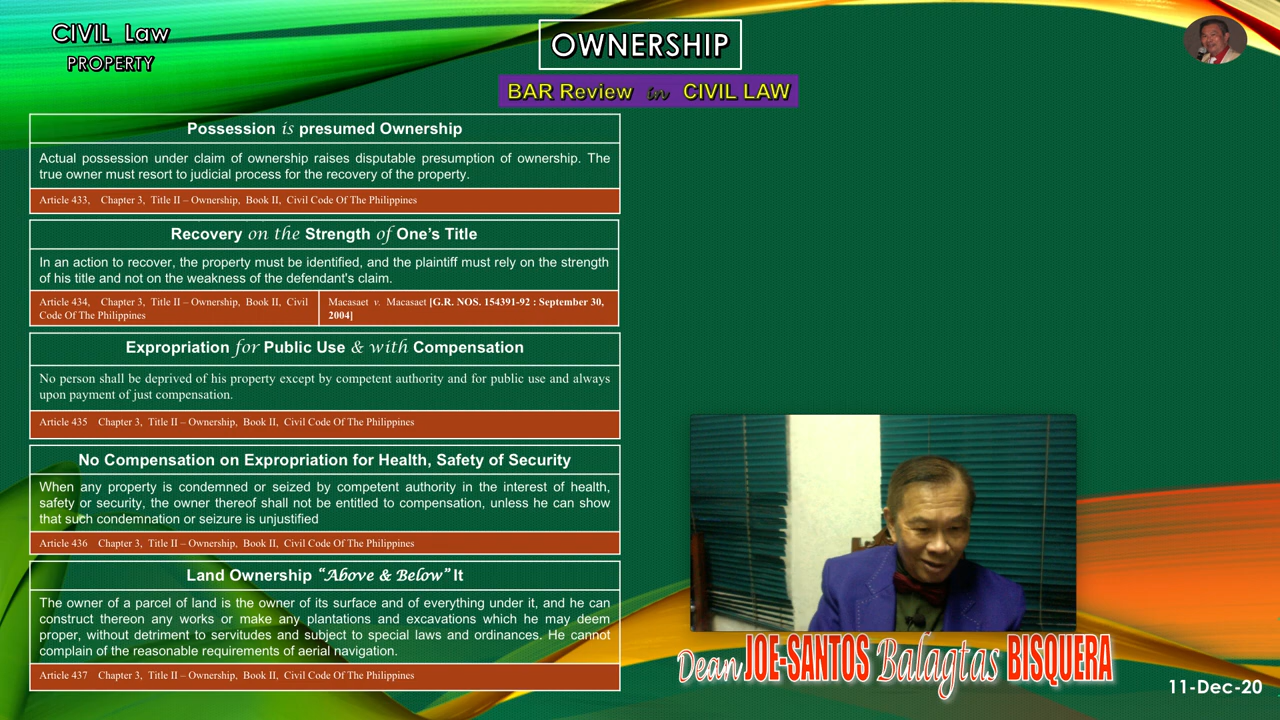 CIVIL Law
PROPERTY
OWNERSHIP
BAR Review in CIVIL LAW
Possession is presumed Ownership
Actual possession under claim of ownership raises disputable presumption of ownership. The
true owner must resort to judicial process for the recovery of the property.
Article 433, Chapter 3, Title II – Ownership, Book II, Civil Code Of The Philippines
Recovery on the Strength of One's Title
In an action to recover, the property must be identified, and the plaintiff must rely on the strength
of his title and not on the weakness of the defendant's claim.
Article 434, Chapter 3, Title II – Ownership, Book II, Civil
Code Of The Philippines
Macasaet v. Macasaet [G.R. NOS. 154391-92 : September 30,
2004]
Expropriation for Public Use & with Compensation
No person shall be deprived of his property except by competent authority and for public use and always
upon payment of just compensation.
Article 435 Chapter 3, Title II – Ownership, Book II, Civil Code Of The Philippines
No Compensation on Expropriation for Health, Safety of Security
When any property is condemned or seized by competent authority in the interest of health,
safety or security, the owner thereof shall not be entitled to compensation, unless he can show
that such condemnation or seizure is unjustified
Article 436 Chapter 3, Title II – Ownership, Book II, Civil Code Of The Philippines
Land Ownership "Above & Below" It
The owner of a parcel of land is the owner of its surface and of everything under it, and he can
construct thereon any works or make any plantations and excavations which he may deem
proper, without detriment to servitudes and subject to special laws and ordinances. He cannot
complain of the reasonable requirements of aerial navigation.
Article 437 Chapter 3, Title II – Ownership, Book II, Civil Code Of The Philippines
Dean JOE-SANTOS Balagtas BISQUERA
11-Dec-20